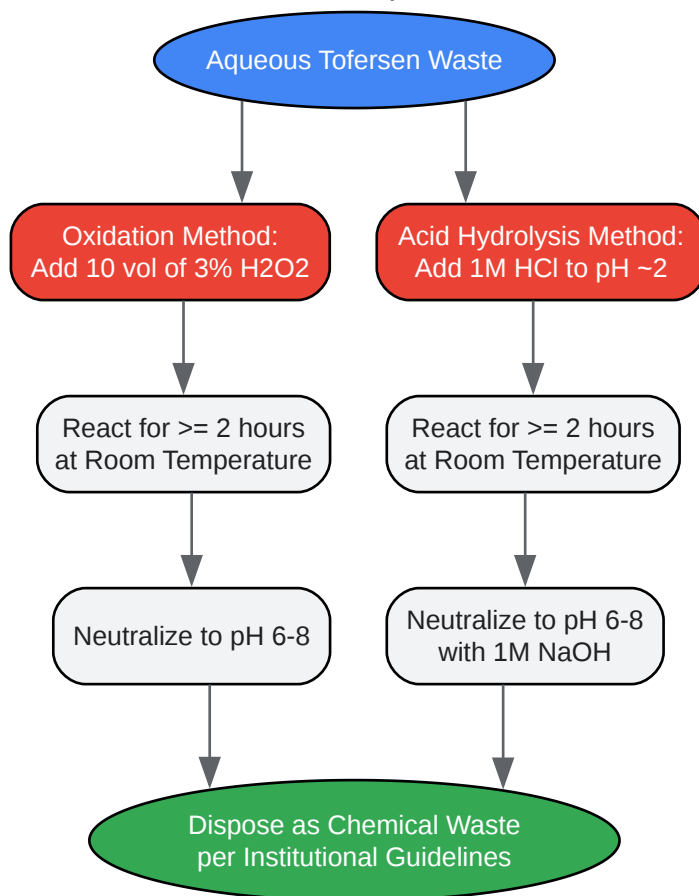 Aqueous Tofersen Waste
Oxidation Method:
Add 10 vol of 3% H2O2
Acid Hydrolysis Method:
Add 1M HCl to pH ~2
React for >= 2 hours
at Room Temperature
React for >= 2 hours
at Room Temperature
Neutralize to pH 6-8
Neutralize to pH 6-8
with 1M NaOH
Dispose as Chemical Waste
per Institutional Guidelines